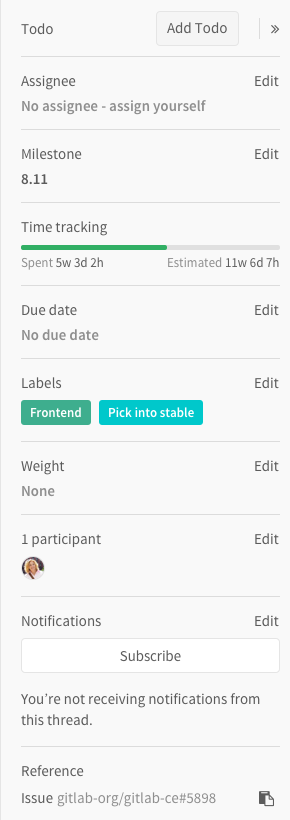 Todo Add Todo »
Assignee Edit
No assignee - assign yourself
Milestone Edit
8.11
Time tracking
Spent 5w 3d 2h Estimated 11w 6d 7h
Due date Edit
No due date
Labels Edit
Frontend Pick into stable
Weight Edit
None
1 participant Edit
Notifications Edit
Subscribe
You’re not receiving notifications from
this thread.
Reference
Issue gitlab-org/gitlab-ce#5898